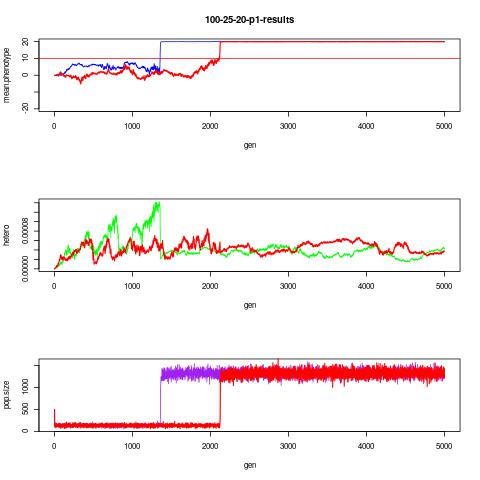 100-25-20-p1-results
mean.phenotype
20
10
0
-20
0 1000 2000 3000 4000 5000
gen
hetero
0.00008
0.00000
0 1000 2000 3000 4000 5000
gen
pop.size
1000
500
0
0 1000 2000 3000 4000 5000
gen